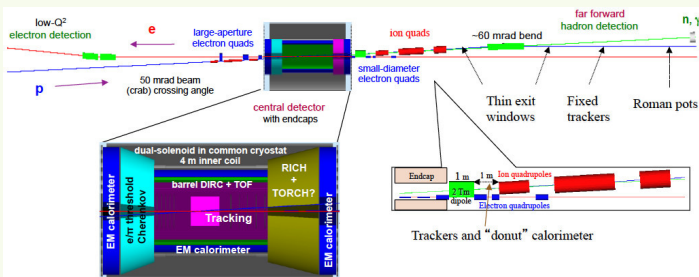 low-Q²
electron detection
e
p
50 mrad beam
(crab) crossing angle
large-aperture
electron quads
central detector
with endcaps
ion quads
small-diameter
electron quads
~60 mrad bend
far forward
hadron detection
n, γ
Thin exit
windows
Fixed
trackers
Roman pots
dual-solenoid in common cryostat
4 m inner coil
EM calorimeter
e/π threshold
Cherenkov
barrel DIRC + TOF
Tracking
EM calorimeter
RICH
+
TORCH?
EM calorimeter
Endcap
1 m
1 m
Ion quadrupoles
2 Tm
dipole
Electron quadrupoles
Trackers and “donut” calorimeter